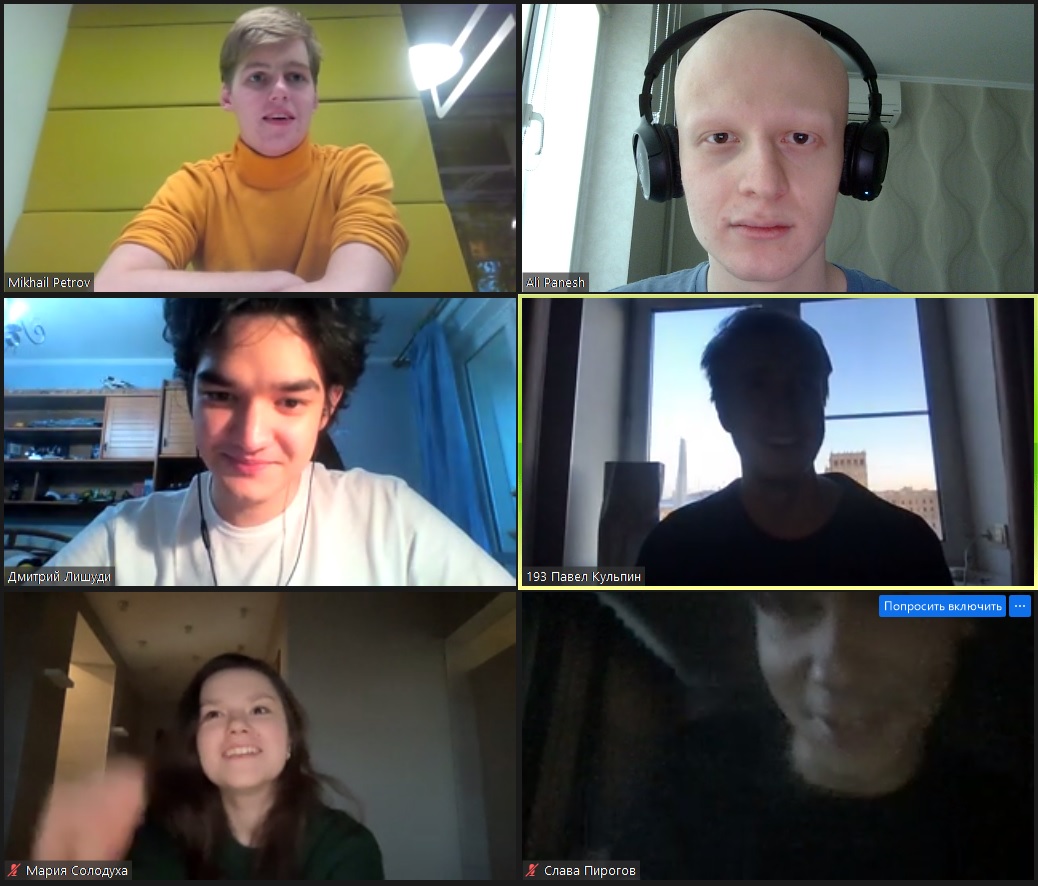 Mikhail Petrov
Ali Panesh
Дмитрий Лишуди
193 Павел Кульпин
Попросить включить ...
Мария Солодуха
Слава Пирогов